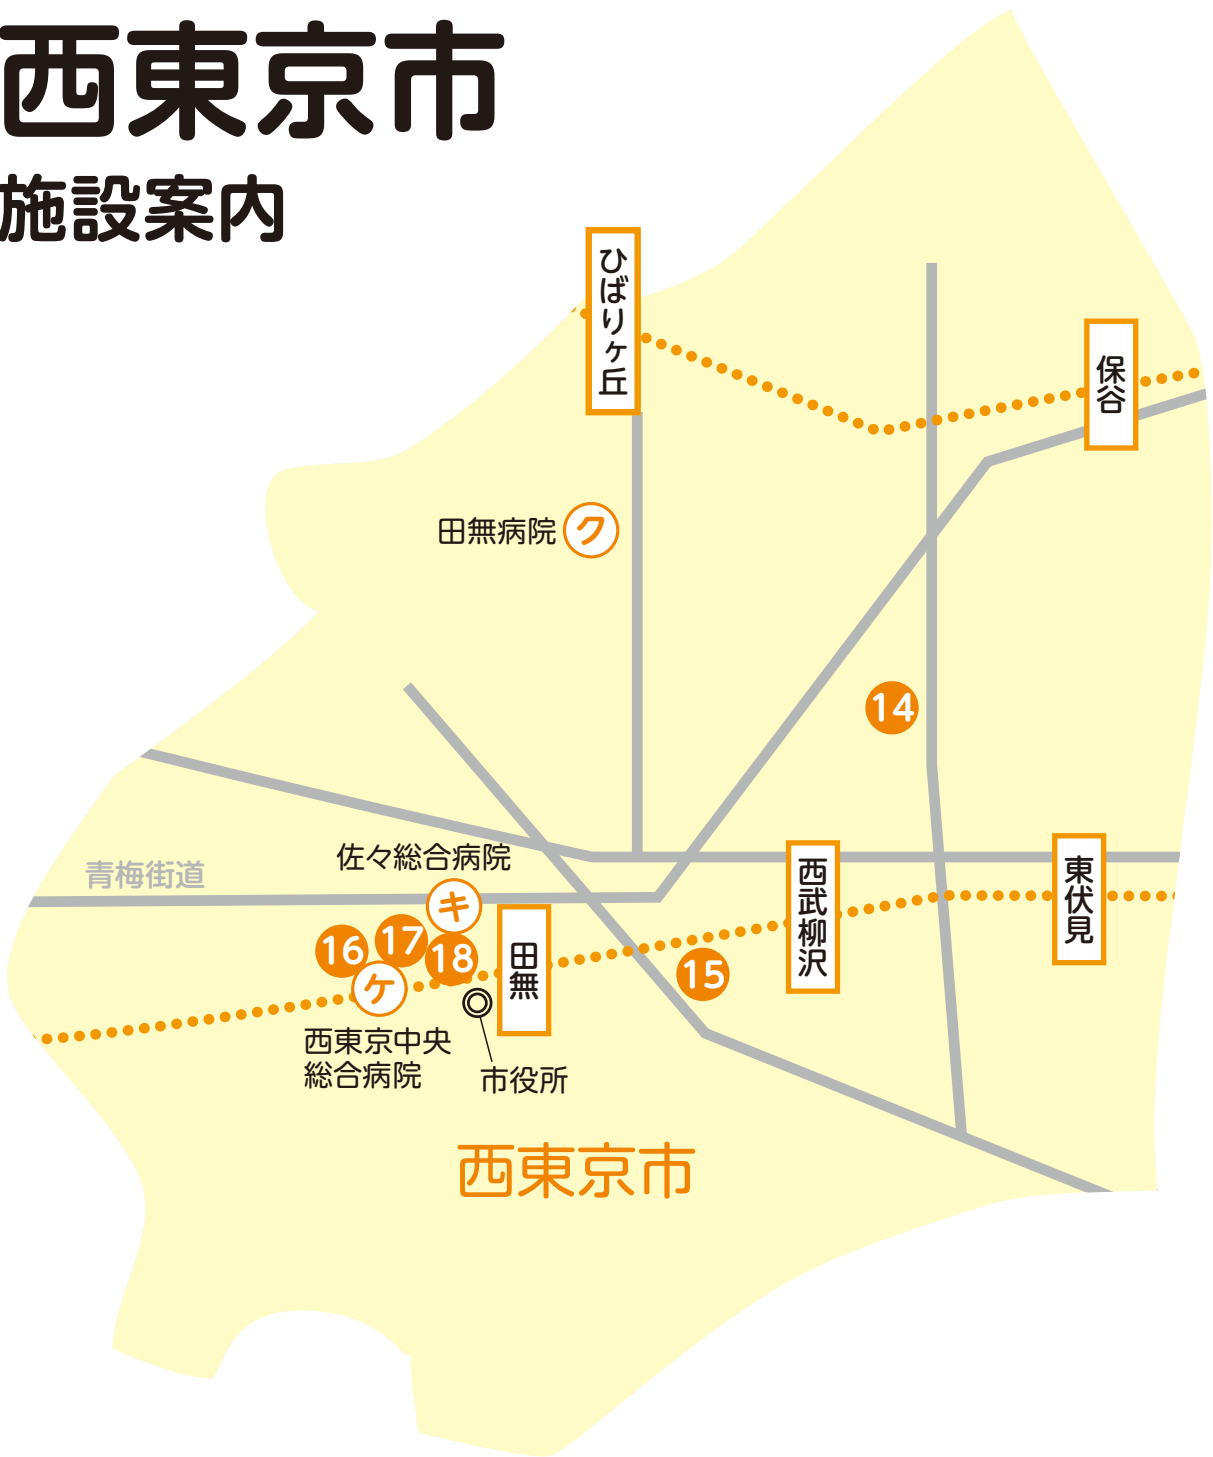 西東京市
施設案内
ひばりヶ丘
保谷
田無病院
ク
14
佐々総合病院
青梅街道
キ
西武柳沢
東伏見
16
17
18
田無
15
ケ
西東京中央
総合病院
市役所
西東京市